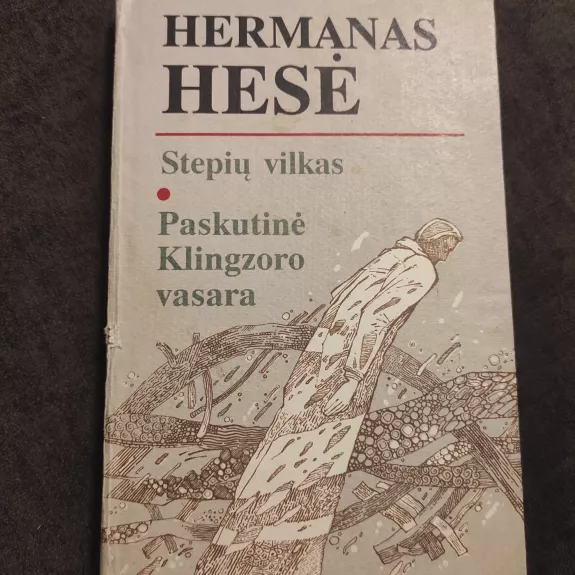 HERMANAS
HESĖ
Stepių vilkas
Paskutinė
Klingzoro
vasara